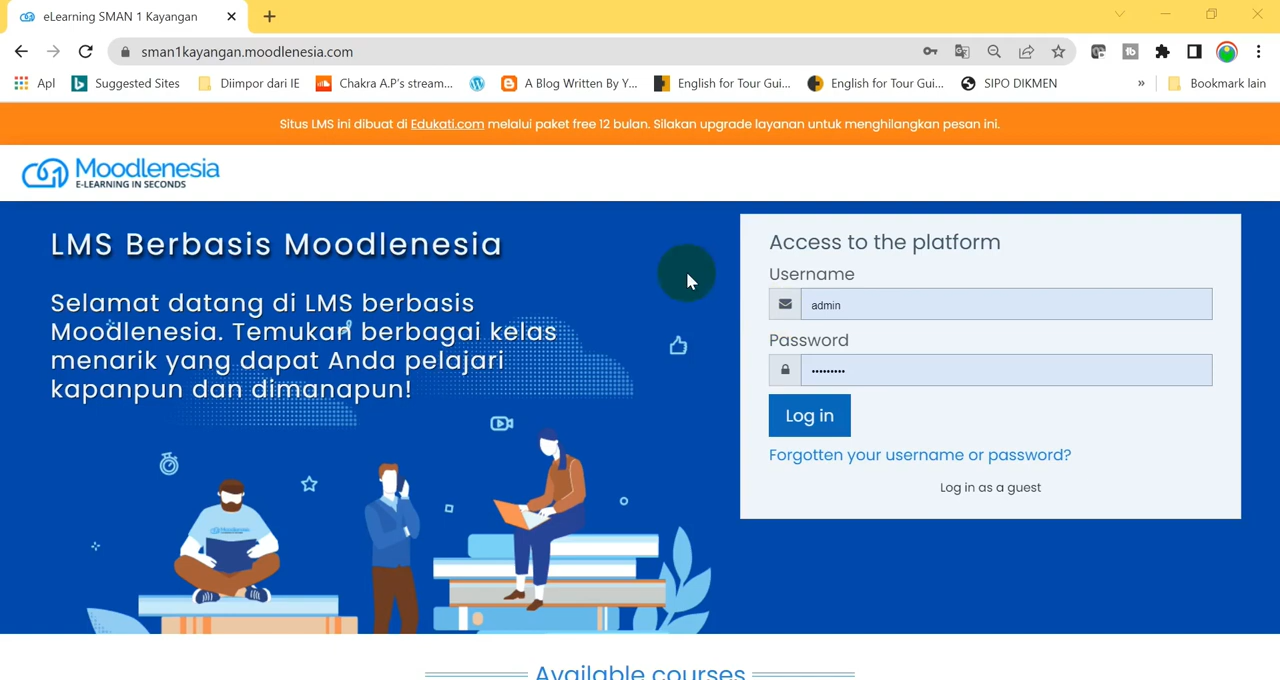 eLearning SMAN 1 Kayangan
sman1kayangan.moodlenesia.com
Apl
Suggested Sites
Diimpor dari IE
Chakra A.P's stream...
A Blog Written By Y...
English for Tour Gui...
English for Tour Gui...
SIPO DIKMEN
»
Bookmark lain
Situs LMS ini dibuat di Edukati.com melalui paket free 12 bulan. Silakan upgrade layanan untuk menghilangkan pesan ini.
Moodlenesia
E-LEARNING IN SECONDS
LMS Berbasis Moodlenesia
Selamat datang di LMS berbasis
Moodlenesia. Temukan berbagai kelas
menarik yang dapat Anda pelajari
kapanpun dan dimanapun!
Access to the platform
Username
admin
Password
•••••••••
Log in
Forgotten your username or password?
Log in as a guest
Available courses